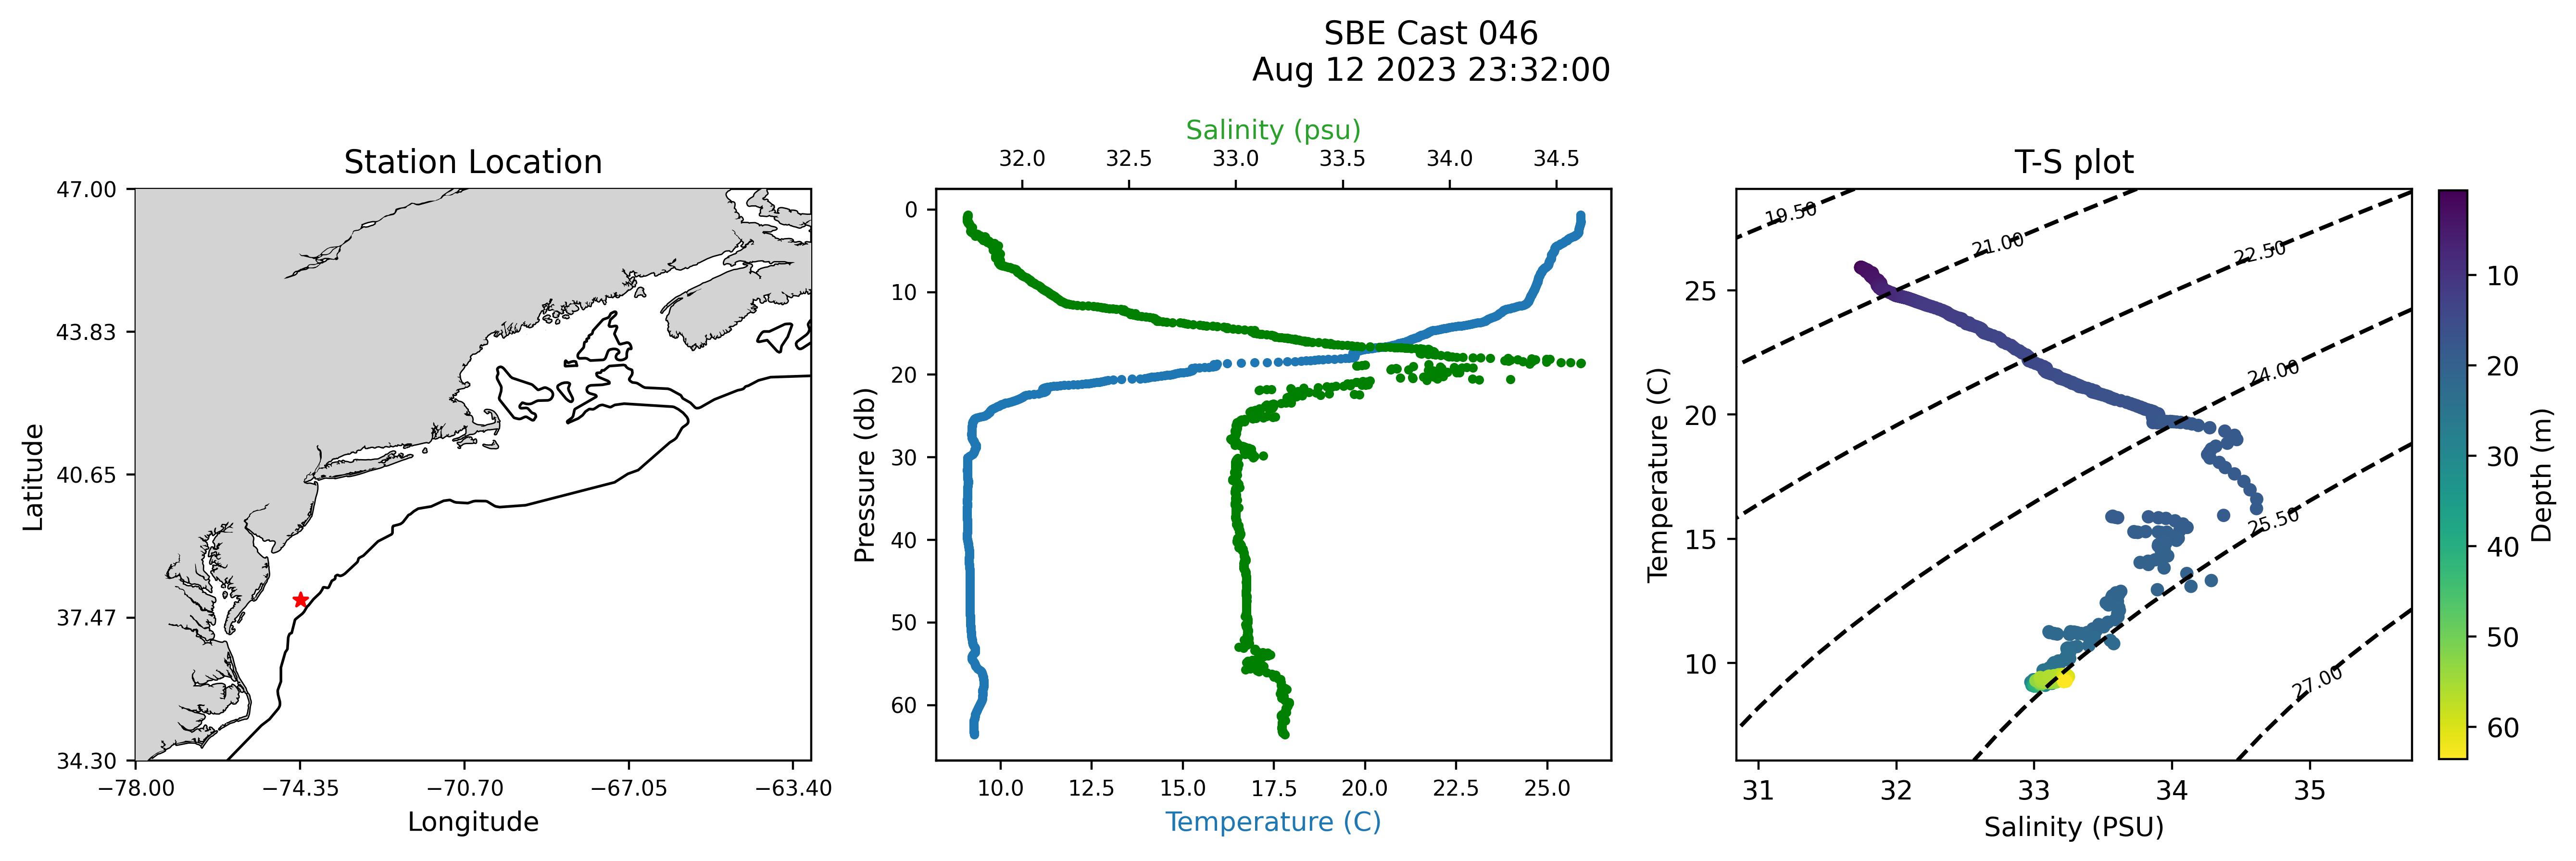 SBE Cast 046
Aug 12 2023 23:32:00
Station Location
47.00
43.83
40.65
37.47
34.30
Latitude
−78.00 −74.35 −70.70 −67.05 −63.40
Longitude
Salinity (psu)
32.0 32.5 33.0 33.5 34.0 34.5
0
10
20
30
40
50
60
Pressure (db)
10.0 12.5 15.0 17.5 20.0 22.5 25.0
Temperature (C)
T-S plot
19.50
21.00
22.50
24.00
25.50
27.00
25
20
15
10
Temperature (C)
31 32 33 34 35
Salinity (PSU)
10
20
30
40
50
60
Depth (m)